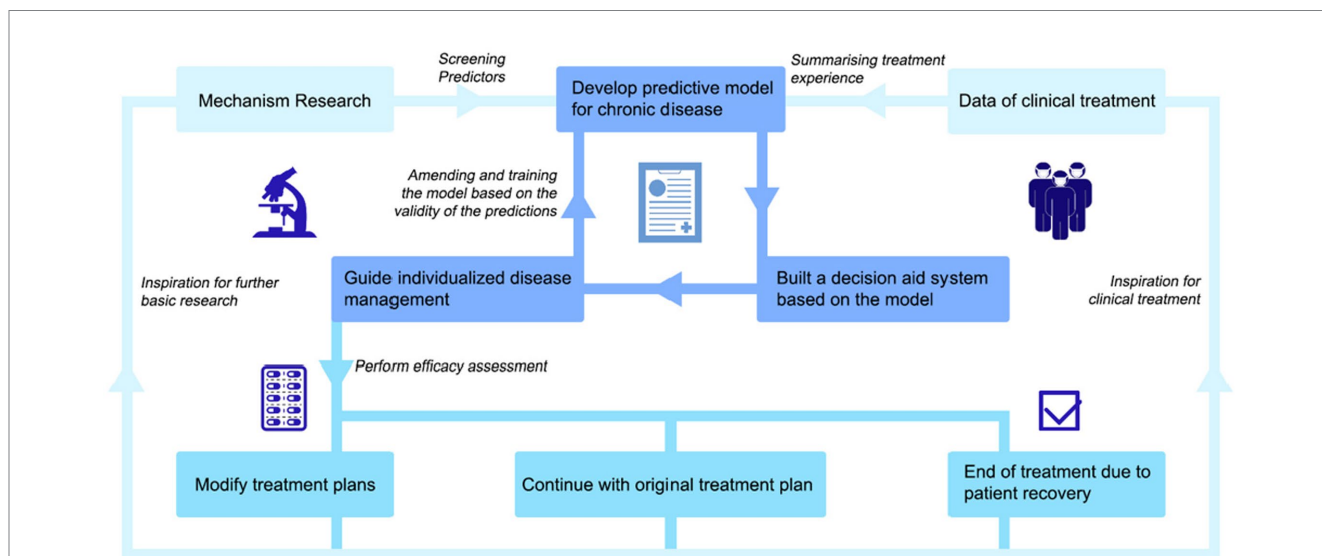 Screening
Predictors
Summarising treatment
experience
Mechanism Research
Develop predictive model
for chronic disease
Data of clinical treatment
Amending and training
the model based on the
validity of the predictions
Inspiration for further
basic research
Guide individualized disease
management
Built a decision aid system
based on the model
Inspiration for
clinical treatment
Perform efficacy assessment
Modify treatment plans
Continue with original treatment plan
End of treatment due to
patient recovery